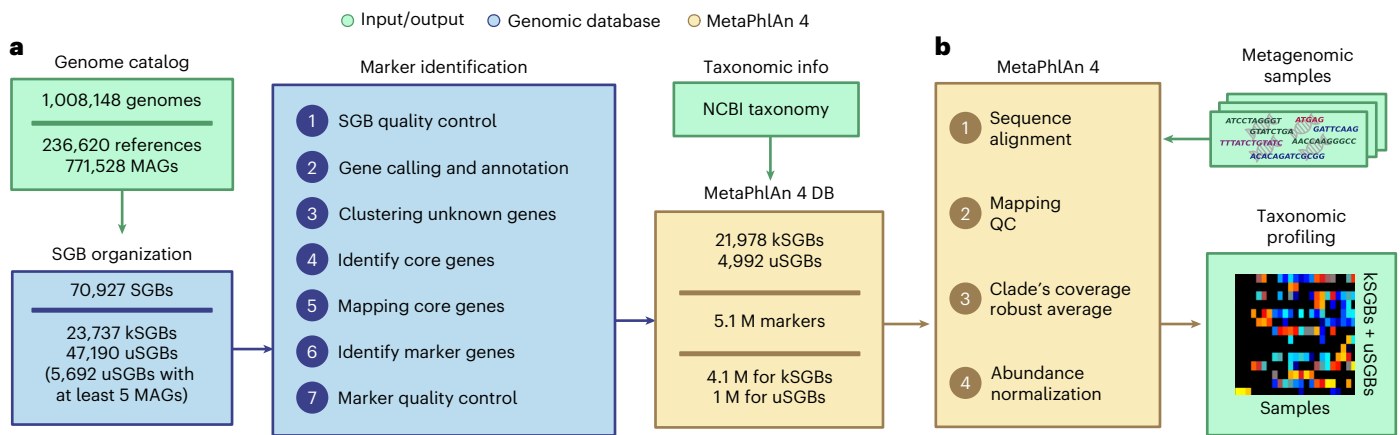 Input/output
Genomic database
MetaPhlAn 4
a
Genome catalog
1,008,148 genomes
236,620 references
771,528 MAGs
SGB organization
70,927 SGBs
23,737 kSGBs
47,190 uSGBs
(5,692 uSGBs with
at least 5 MAGs)
Marker identification
1 SGB quality control
2 Gene calling and annotation
3 Clustering unknown genes
4 Identify core genes
5 Mapping core genes
6 Identify marker genes
7 Marker quality control
Taxonomic info
NCBI taxonomy
MetaPhlAn 4 DB
21,978 kSGBs
4,992 uSGBs
5.1 M markers
4.1 M for kSGBs
1 M for uSGBs
b
MetaPhlAn 4
1 Sequence
alignment
2 Mapping
QC
3 Clade's coverage
robust average
4 Abundance
normalization
Metagenomic
samples
ATCCTAGGGT ATGAG
GTATCTGA GATTCAAG
TTTATCTGTATC AACCAAGGGCC
ACACAGATCGCGG
Taxonomic
profiling
kSGBs + uSGBs
Samples